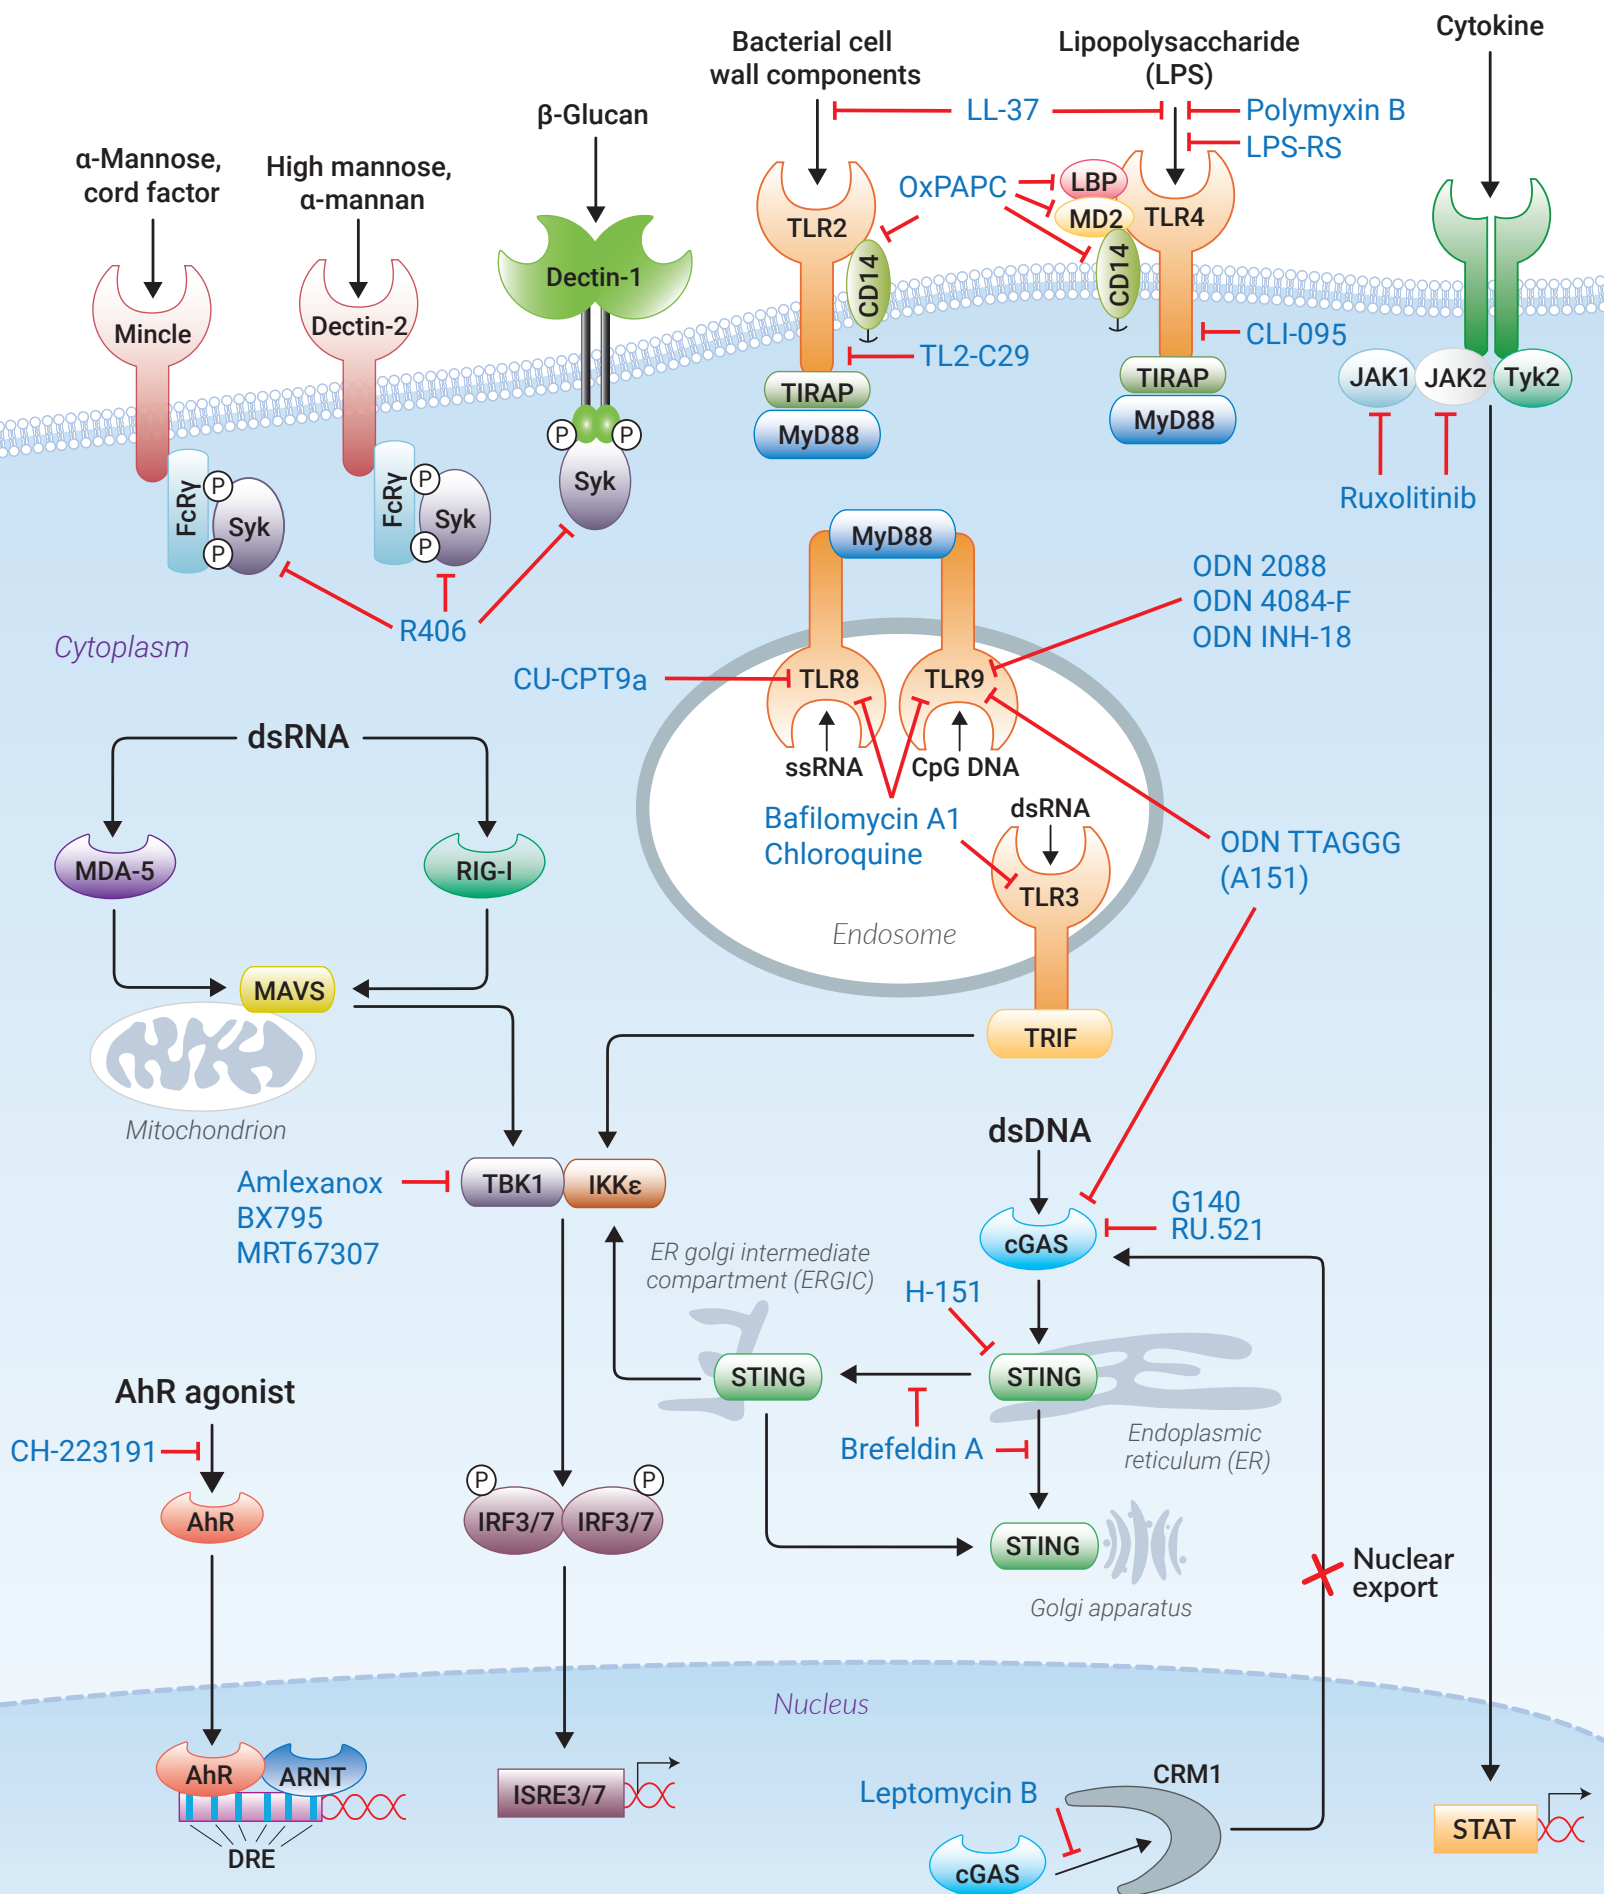 Cytokine
Bacterial cell
wall components
Lipopolysaccharide
(LPS)
LL-37
Polymyxin B
LPS-RS
β-Glucan
α-Mannose,
cord factor
High mannose,
α-mannan
OxPAPC
LBP
MD2
TLR4
CD14
TLR2
CD14
Dectin-1
Mincle
Dectin-2
CLI-095
TL2-C29
TIRAP
MyD88
TIRAP
MyD88
JAK1
JAK2
Tyk2
Ruxolitinib
P
P
Syk
FcRγ
P
P
Syk
FcRγ
P
P
Syk
R406
Cytoplasm
MyD88
ODN 2088
ODN 4084-F
ODN INH-18
CU-CPT9a
TLR8
TLR9
ssRNA
CpG DNA
dsRNA
Bafilomycin A1
Chloroquine
dsRNA
TLR3
ODN TTAGGG
(A151)
Endosome
MDA-5
RIG-I
MAVS
Mitochondrion
TRIF
dsDNA
Amlexanox
BX795
MRT67307
TBK1
IKKε
G140
RU.521
cGAS
ER golgi intermediate
compartment (ERGIC)
H-151
STING
STING
Endoplasmic
reticulum (ER)
Brefeldin A
AhR agonist
CH-223191
AhR
P
P
IRF3/7
IRF3/7
STING
Golgi apparatus
Nuclear
export
Nucleus
AhR
ARNT
DRE
ISRE3/7
Leptomycin B
CRM1
cGAS
STAT